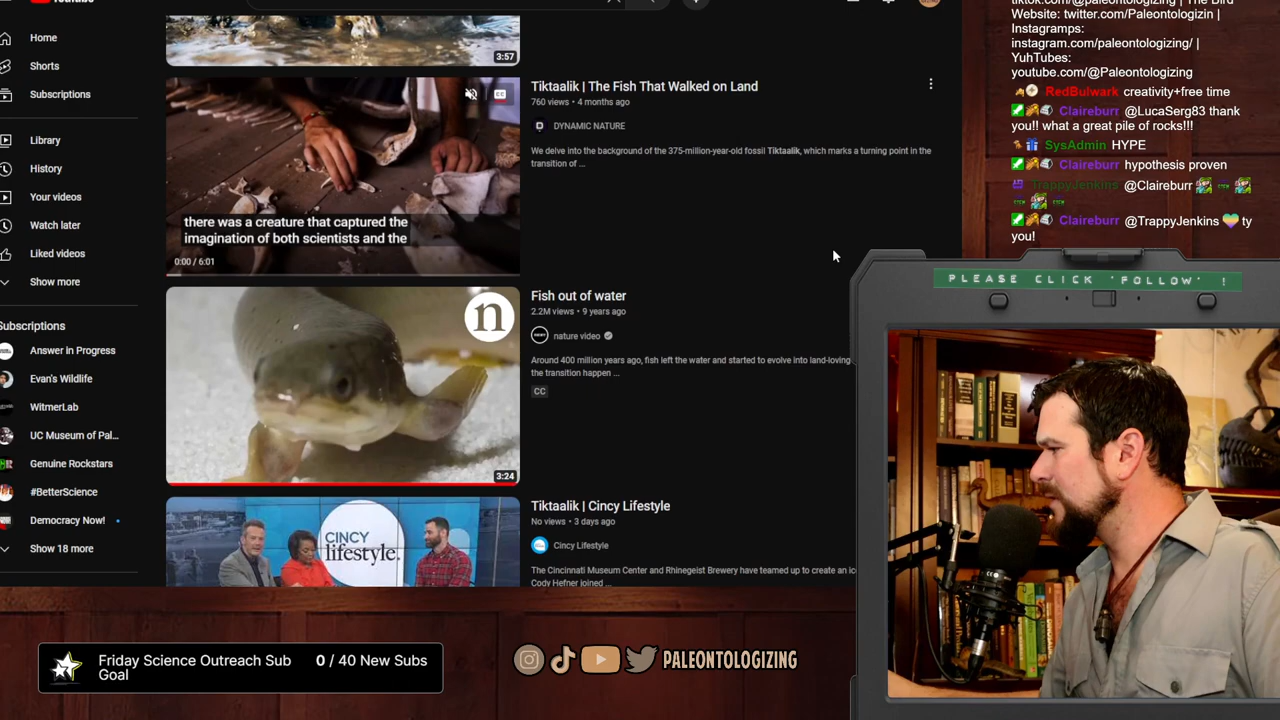 YouTube
Home
Shorts
Subscriptions
Library
History
Your videos
Watch later
Liked videos
Show more
Subscriptions
Answer in Progress
Evan's Wildlife
WitmerLab
UC Museum of Pal...
Genuine Rockstars
#BetterScience
Democracy Now!
Show 18 more
3:57
CC
there was a creature that captured the
imagination of both scientists and the
0:00 / 6:01
Tiktaalik | The Fish That Walked on Land
760 views • 4 months ago
DYNAMIC NATURE
We delve into the background of the 375-million-year-old fossil Tiktaalik, which marks a turning point in the
transition of ...
n
3:24
Fish out of water
2.2M views • 9 years ago
nature video
Around 400 million years ago, fish left the water and started to evolve into land-loving
the transition happen ...
CC
CINCY
lifestyle.
Tiktaalik | Cincy Lifestyle
No views • 3 days ago
Cincy Lifestyle
The Cincinnati Museum Center and Rhinegeist Brewery have teamed up to create an ic
Cody Hefner joined ...
tiktok.com/@paleontologizing | The Bird
Website: twitter.com/Paleontologizin |
Instagramps:
instagram.com/paleontologizing/ |
YuhTubes:
youtube.com/@Paleontologizing
RedBulwark creativity+free time
Claireburr @LucaSerg83 thank
you!! what a great pile of rocks!!!
SysAdmin HYPE
Claireburr hypothesis proven
TrappyJenkins @Claireburr
Claireburr @TrappyJenkins ty
you!
PLEASE CLICK 'FOLLOW' !
Friday Science Outreach Sub
Goal
0 / 40 New Subs
PALEONTOLOGIZING